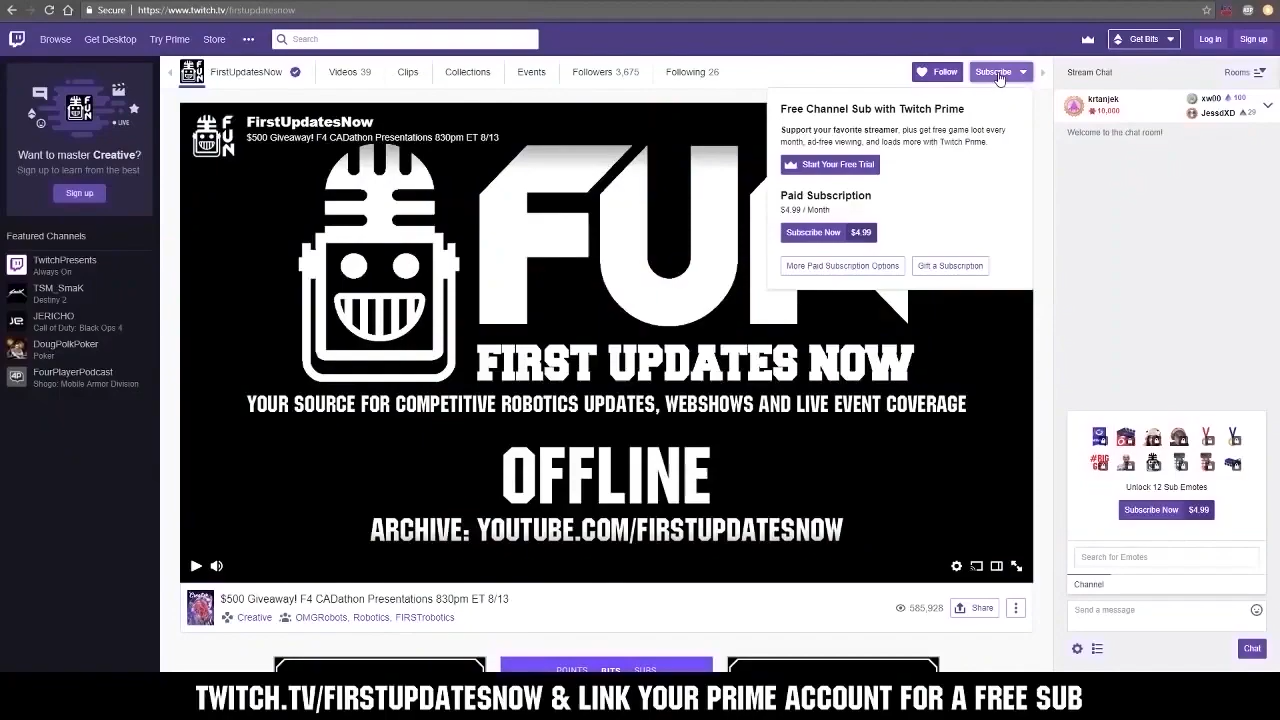 Secure
https://www.twitch.tv/firstupdatesnow
Browse
Get Desktop
Try Prime
Store
Search
Get Bits
Log in
Sign up
Want to master Creative?
Sign up to learn from the best
Sign up
Featured Channels
TwitchPresents
Always On
TSM_SmaK
Destiny 2
JERICHO
Call of Duty: Black Ops 4
DougPolkPoker
Poker
FourPlayerPodcast
Shogo: Mobile Armor Division
FirstUpdatesNow
Videos 39
Clips
Collections
Events
Followers 3,675
Following 26
Follow
Subscribe
Free Channel Sub with Twitch Prime
Support your favorite streamer, plus get free game loot every
month, ad-free viewing, and loads more with Twitch Prime.
Start Your Free Trial
Paid Subscription
$4.99 / Month
Subscribe Now $4.99
More Paid Subscription Options
Gift a Subscription
FUN
FirstUpdatesNow
$500 Giveaway! F4 CADathon Presentations 830pm ET 8/13
FIRST UPDATES NOW
YOUR SOURCE FOR COMPETITIVE ROBOTICS UPDATES, WEBSHOWS AND LIVE EVENT COVERAGE
OFFLINE
ARCHIVE: YOUTUBE.COM/FIRSTUPDATESNOW
$500 Giveaway! F4 CADathon Presentations 830pm ET 8/13
Creative
OMGRobots, Robotics, FIRSTrobotics
585,928
Share
POINTS BITS SUBS
Stream Chat
Rooms
krtanjek
10,000
xw00 100
JessdXD 29
Welcome to the chat room!
Unlock 12 Sub Emotes
Subscribe Now $4.99
Search for Emotes
Channel
Send a message
Chat
TWITCH.TV/FIRSTUPDATESNOW & LINK YOUR PRIME ACCOUNT FOR A FREE SUB